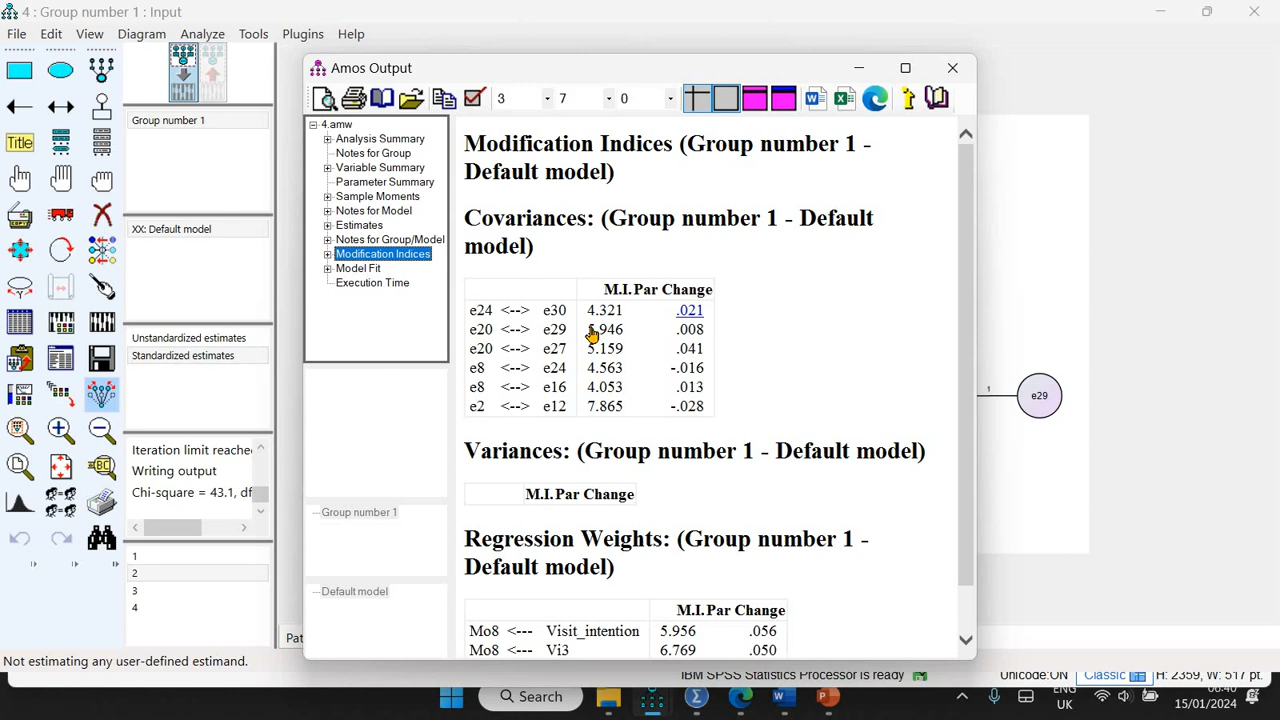 4 : Group number 1 : Input
File Edit View Diagram Analyze Tools Plugins Help
Amos Output
3 7 0
Title
Group number 1
XX: Default model
Unstandardized estimates
Standardized estimates
Iteration limit reache
Writing output
Chi-square = 43.1, df
1
2
3
4
Not estimating any user-defined estimand.
4.amw
Analysis Summary
Notes for Group
Variable Summary
Parameter Summary
Sample Moments
Notes for Model
Estimates
Notes for Group/Model
Modification Indices
Model Fit
Execution Time
Group number 1
Default model
Modification Indices (Group number 1 -
Default model)
Covariances: (Group number 1 - Default
model)
M.I. Par Change
e24 <--> e30 4.321 .021
e20 <--> e29 5.946 .008
e20 <--> e27 5.159 .041
e8 <--> e24 4.563 -.016
e8 <--> e16 4.053 .013
e2 <--> e12 7.865 -.028
Variances: (Group number 1 - Default model)
M.I. Par Change
Regression Weights: (Group number 1 -
Default model)
M.I. Par Change
Mo8 <--- Visit_intention 5.956 .056
Mo8 <--- Vi3 6.769 .050
1
e29
Pat
IBM SPSS Statistics Processor is ready Unicode:ON Classic H: 2359, W: 517 pt.
Search
ENG
UK
06:40
15/01/2024